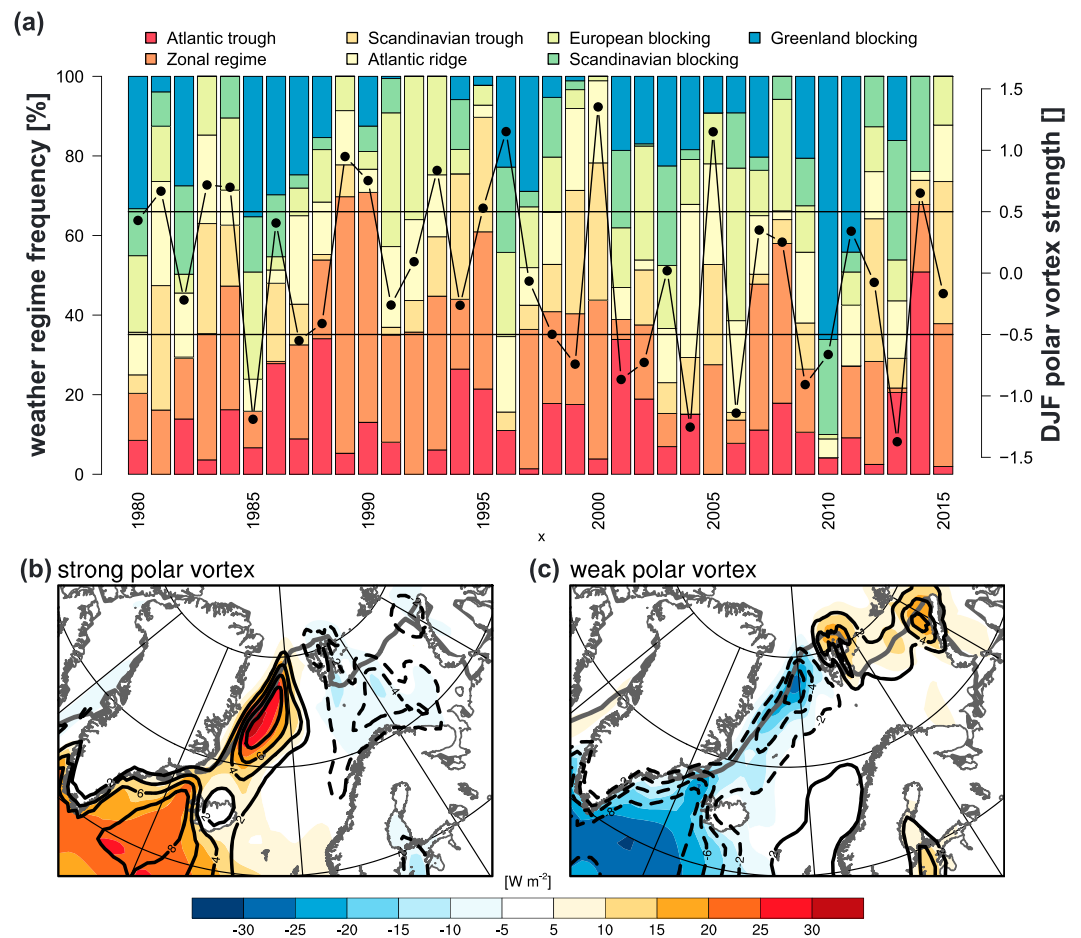 (a)
Atlantic trough Scandinavian trough European blocking Greenland blocking
Zonal regime Atlantic ridge Scandinavian blocking
weather regime frequency [%]
100
80
60
40
20
0
DJF polar vortex strength []
1.5
1.0
0.5
0.0
−0.5
−1.0
−1.5
1980 1985 1990 1995 2000 2005 2010 2015
x
(b) strong polar vortex
(c) weak polar vortex
[W m-2]
-30 -25 -20 -15 -10 -5 5 10 15 20 25 30